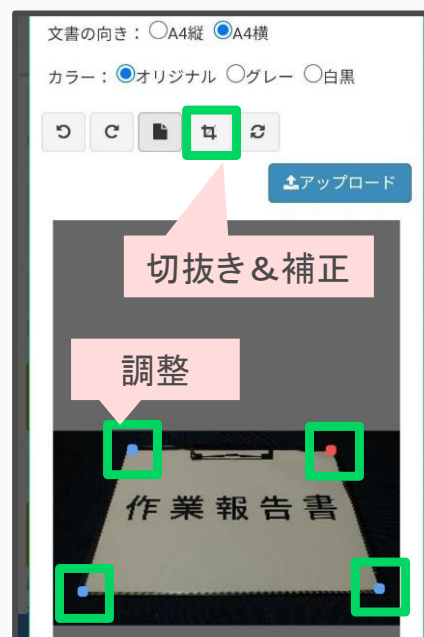 文書の向き： A4縦 A4横
カラー： オリジナル グレー 白黒
アップロード
切抜き＆補正
調整
作業報告書